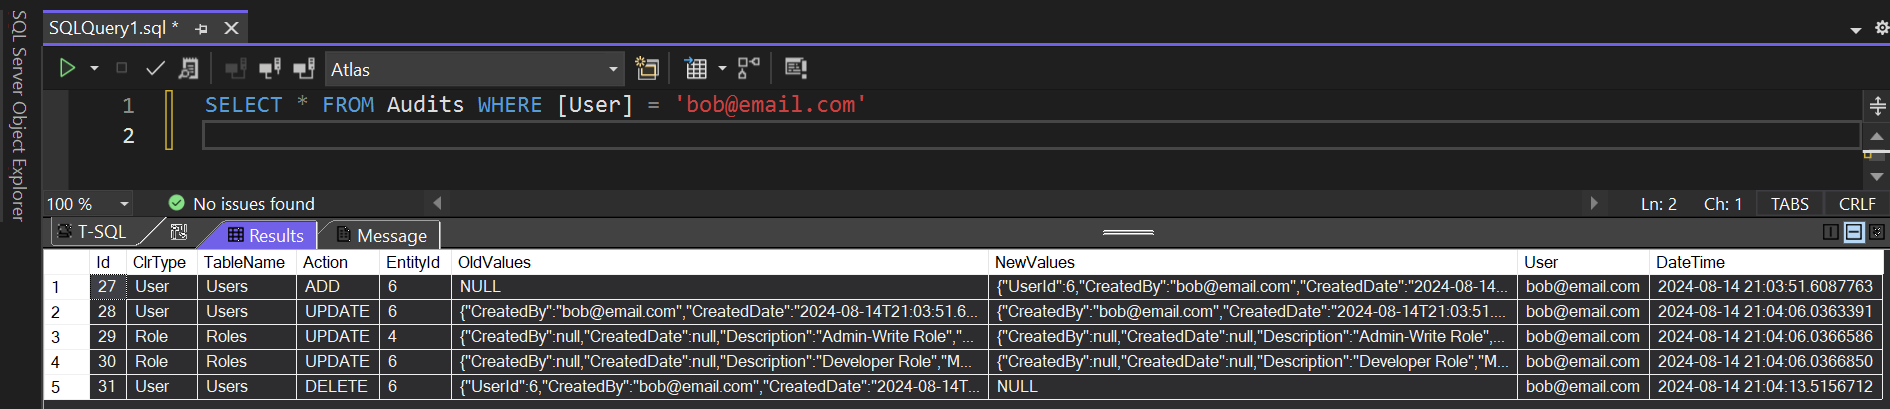 SQL Server Object Explorer
SQLQuery1.sql *
Atlas
1 SELECT * FROM Audits WHERE [User] = 'bob@email.com'
2
100 % No issues found Ln: 2 Ch: 1 TABS CRLF
T-SQL Results Message
Id ClrType TableName Action EntityId OldValues NewValues User DateTime
1 27 User Users ADD 6 NULL {"UserId":6,"CreatedBy":"bob@email.com","CreatedDate":"2024-08-14... bob@email.com 2024-08-14 21:03:51.6087763
2 28 User Users UPDATE 6 {"CreatedBy":"bob@email.com","CreatedDate":"2024-08-14T21:03:51.6... {"CreatedBy":"bob@email.com","CreatedDate":"2024-08-14T21:03:51.... bob@email.com 2024-08-14 21:04:06.0363391
3 29 Role Roles UPDATE 4 {"CreatedBy":null,"CreatedDate":null,"Description":"Admin-Write Role","... {"CreatedBy":null,"CreatedDate":null,"Description":"Admin-Write Role",... bob@email.com 2024-08-14 21:04:06.0366586
4 30 Role Roles UPDATE 6 {"CreatedBy":null,"CreatedDate":null,"Description":"Developer Role","M... {"CreatedBy":null,"CreatedDate":null,"Description":"Developer Role","M... bob@email.com 2024-08-14 21:04:06.0366850
5 31 User Users DELETE 6 {"UserId":6,"CreatedBy":"bob@email.com","CreatedDate":"2024-08-14T... NULL bob@email.com 2024-08-14 21:04:13.5156712